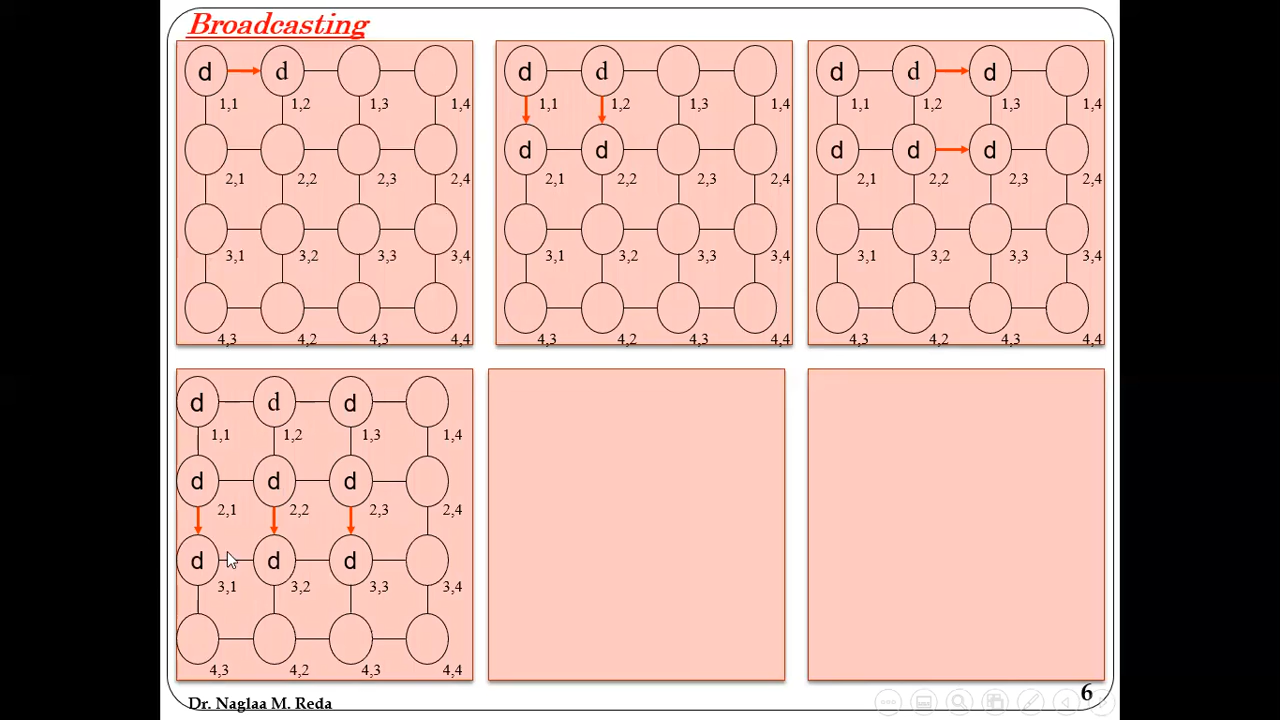 Broadcasting
d d
1,1 1,2 1,3 1,4
2,1 2,2 2,3 2,4
3,1 3,2 3,3 3,4
4,3 4,2 4,3 4,4
d d
1,1 1,2 1,3 1,4
d d
2,1 2,2 2,3 2,4
3,1 3,2 3,3 3,4
4,3 4,2 4,3 4,4
d d d
1,1 1,2 1,3 1,4
d d d
2,1 2,2 2,3 2,4
3,1 3,2 3,3 3,4
4,3 4,2 4,3 4,4
d d d
1,1 1,2 1,3 1,4
d d d
2,1 2,2 2,3 2,4
d d d
3,1 3,2 3,3 3,4
4,3 4,2 4,3 4,4
Dr. Naglaa M. Reda
6